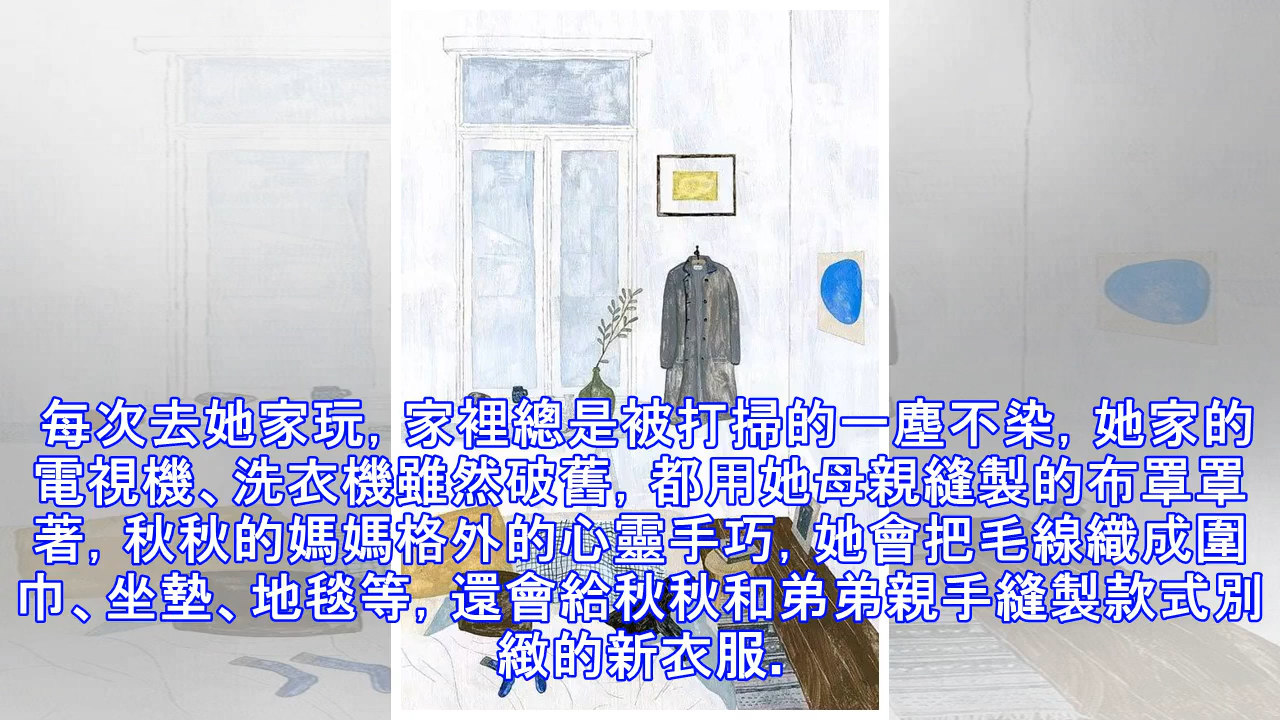 每次去她家玩, 家裡總是被打掃的一塵不染, 她家的
電視機、洗衣機雖然破舊, 都用她母親縫製的布罩罩
著, 秋秋的媽媽格外的心靈手巧, 她會把毛線織成圍
巾、坐墊、地毯等, 還會給秋秋和弟弟親手縫製款式別
緻的新衣服.